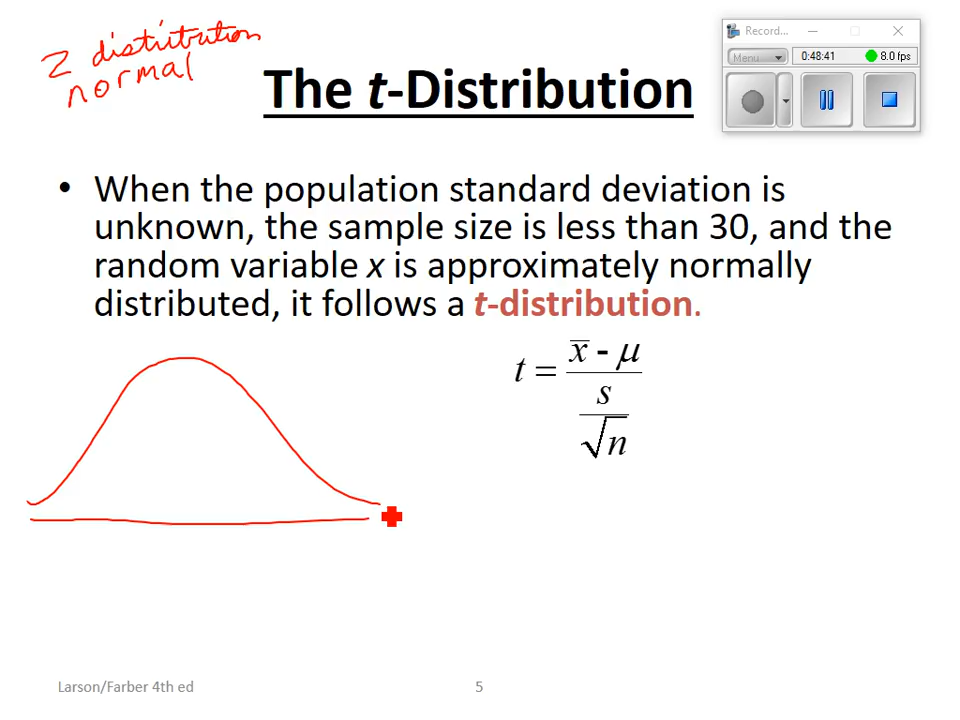 z distribution
normal
The t-Distribution
Record...
Menu
0:48:41
8.0 fps
• When the population standard deviation is
unknown, the sample size is less than 30, and the
random variable x is approximately normally
distributed, it follows a t-distribution.
t = (x̄ - μ) / (s / √n)
Larson/Farber 4th ed
5